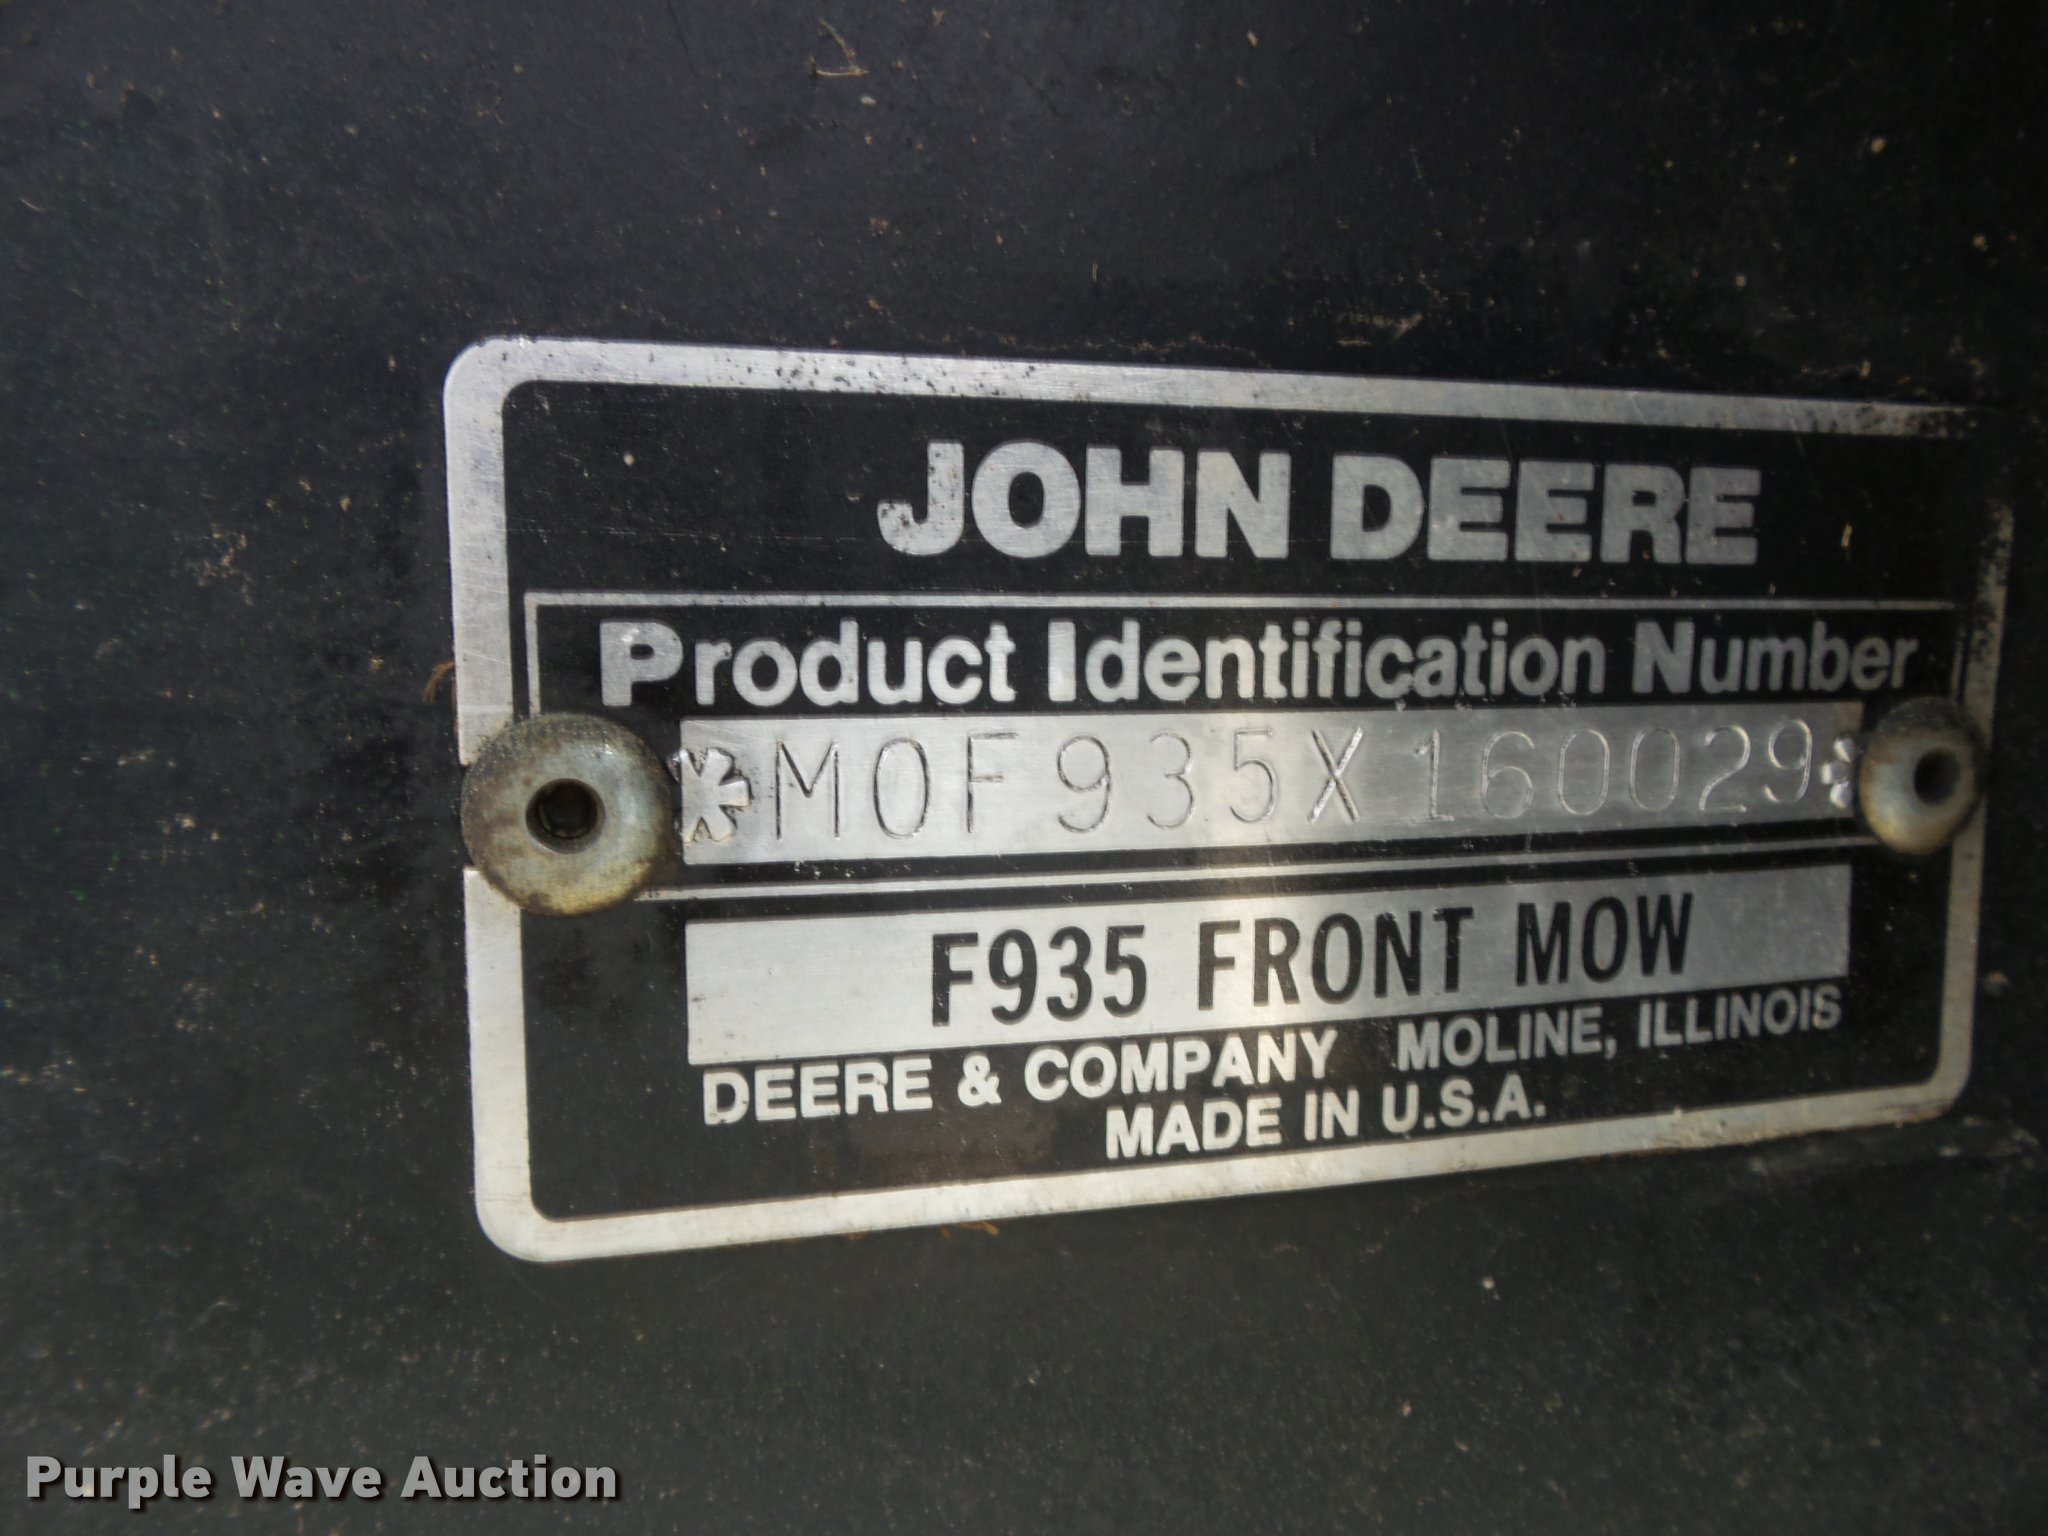 JOHN DEERE
Product Identification Number
*M0F935X160029*
F935 FRONT MOW
DEERE & COMPANY MOLINE, ILLINOIS
MADE IN U.S.A.
Purple Wave Auction